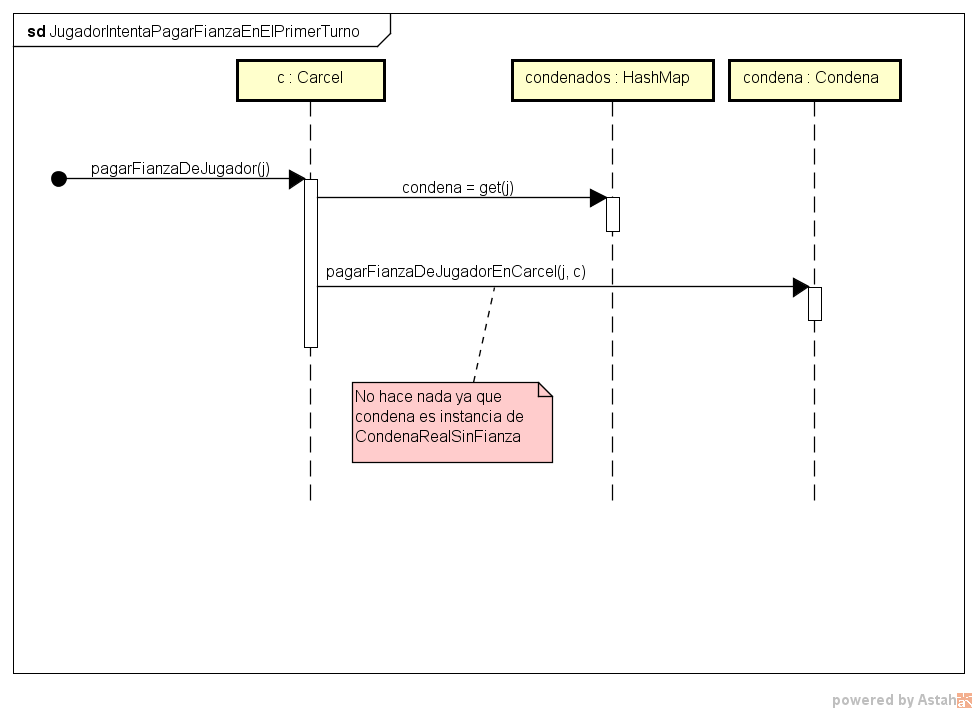 sd JugadorIntentaPagarFianzaEnElPrimerTurno
c : Carcel
condenados : HashMap
condena : Condena
pagarFianzaDeJugador(j)
condena = get(j)
pagarFianzaDeJugadorEnCarcel(j, c)
No hace nada ya que
condena es instancia de
CondenaRealSinFianza
powered by Astah